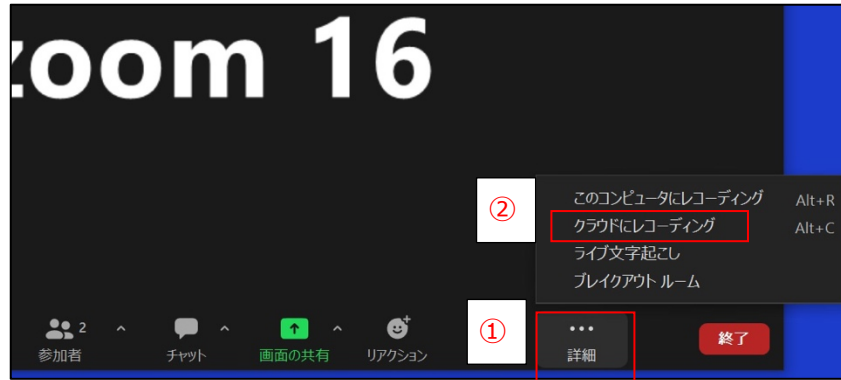 zoom 16
②
このコンピュータにレコーディング Alt+R
クラウドにレコーディング Alt+C
ライブ文字起こし
ブレイクアウト ルーム
①
2
参加者 チャット 画面の共有 リアクション 詳細 終了